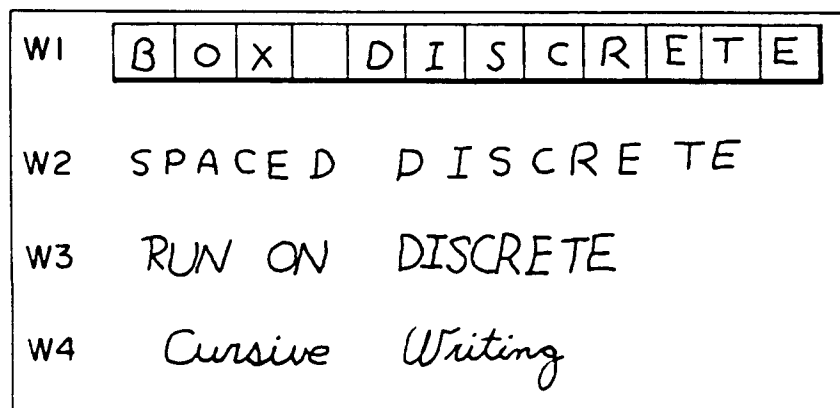 W1 BOX DISCRETE
W2 SPACED DISCRETE
W3 RUN ON DISCRETE
W4 Cursive Writing